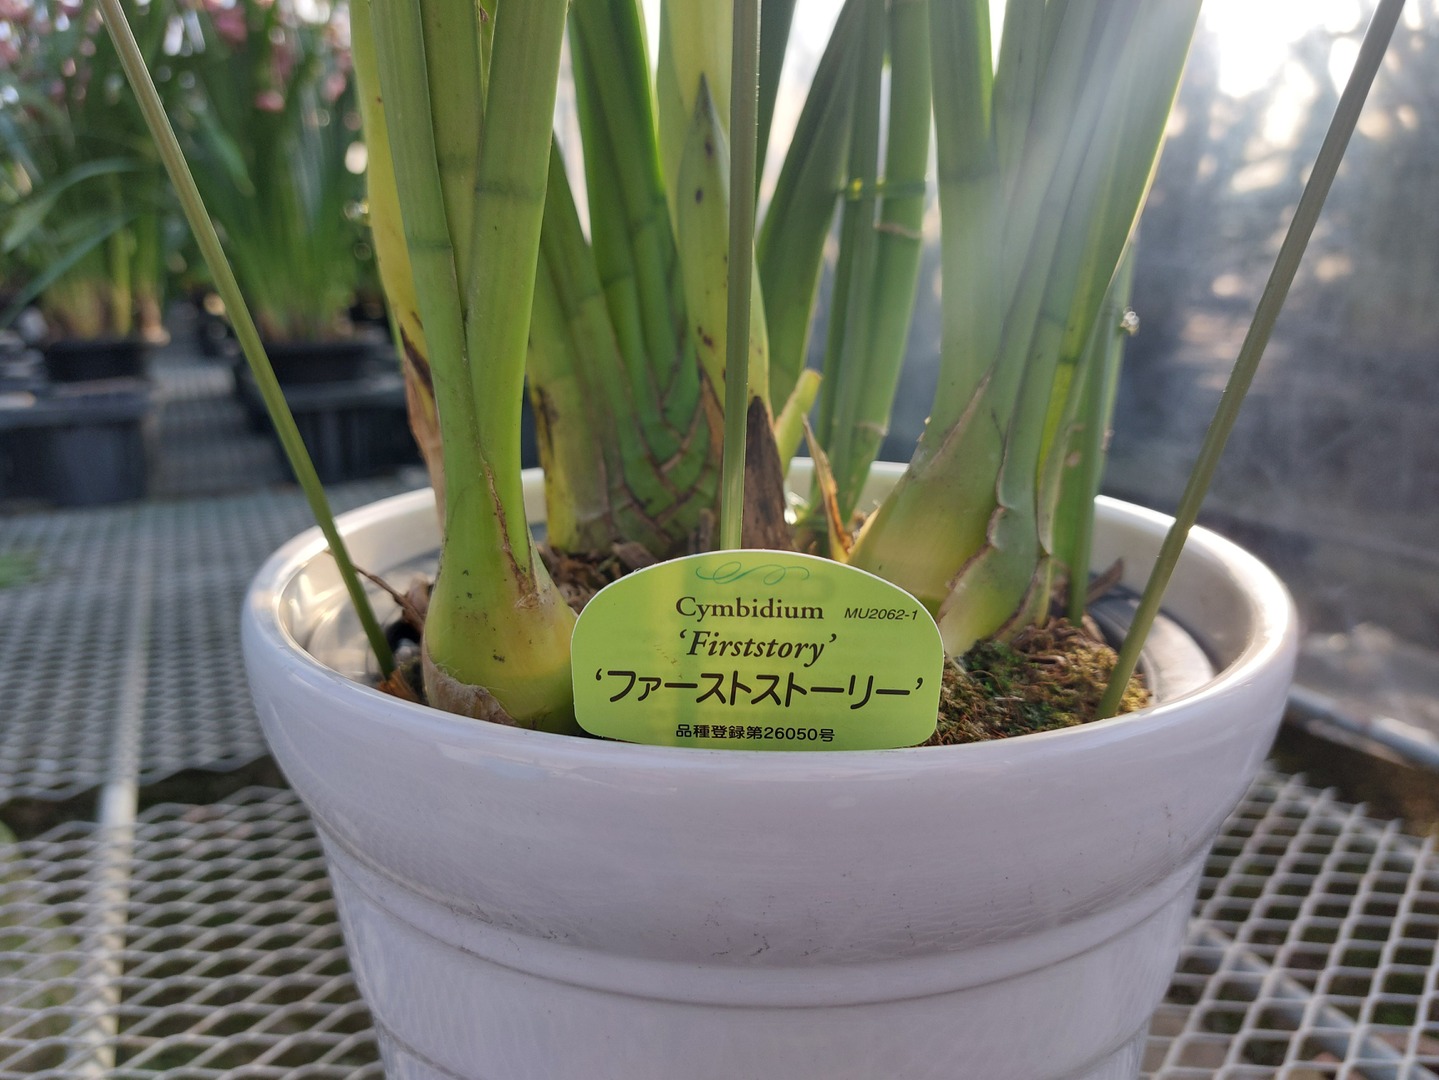 Cymbidium MU2062-1
‘Firststory’
‘ファーストストーリー’
品種登録第26050号